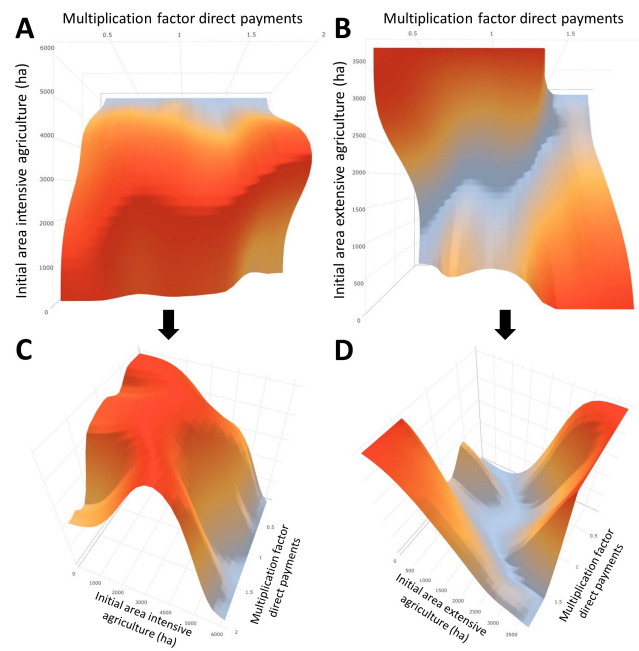 A
Multiplication factor direct payments
0.5 1 1.5 2
Initial area intensive agriculture (ha)
6000
5000
4000
3000
2000
1000
0
B
Multiplication factor direct payments
0.5 1 1.5
Initial area extensive agriculture (ha)
3500
3000
2500
2000
1500
1000
500
0
C
0
1000
2000
3000
4000
5000
6000
Initial area intensive
agriculture (ha)
0.5
1
1.5
2
Multiplication factor
direct payments
D
0
500
1000
1500
2000
2500
3000
3500
Initial area extensive
agriculture (ha)
0.5
1
1.5
Multiplication factor
direct payments